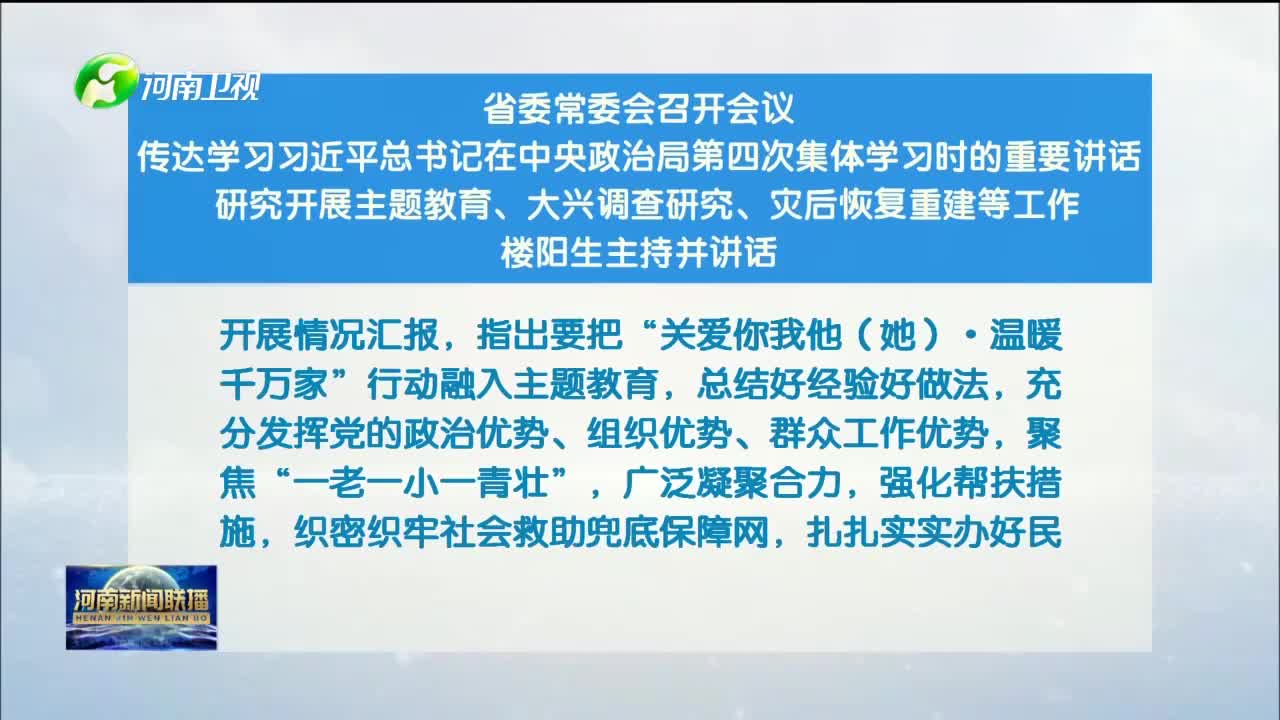 河南卫视
省委常委会召开会议
传达学习习近平总书记在中央政治局第四次集体学习时的重要讲话
研究开展主题教育、大兴调查研究、灾后恢复重建等工作
楼阳生主持并讲话
开展情况汇报，指出要把“关爱你我他（她）·温暖
千万家”行动融入主题教育，总结好经验好做法，充
分发挥党的政治优势、组织优势、群众工作优势，聚
焦“一老一小一青壮”，广泛凝聚合力，强化帮扶措
施，织密织牢社会救助兜底保障网，扎扎实实办好民
河南新闻联播
HENAN XIN WEN LIAN BO